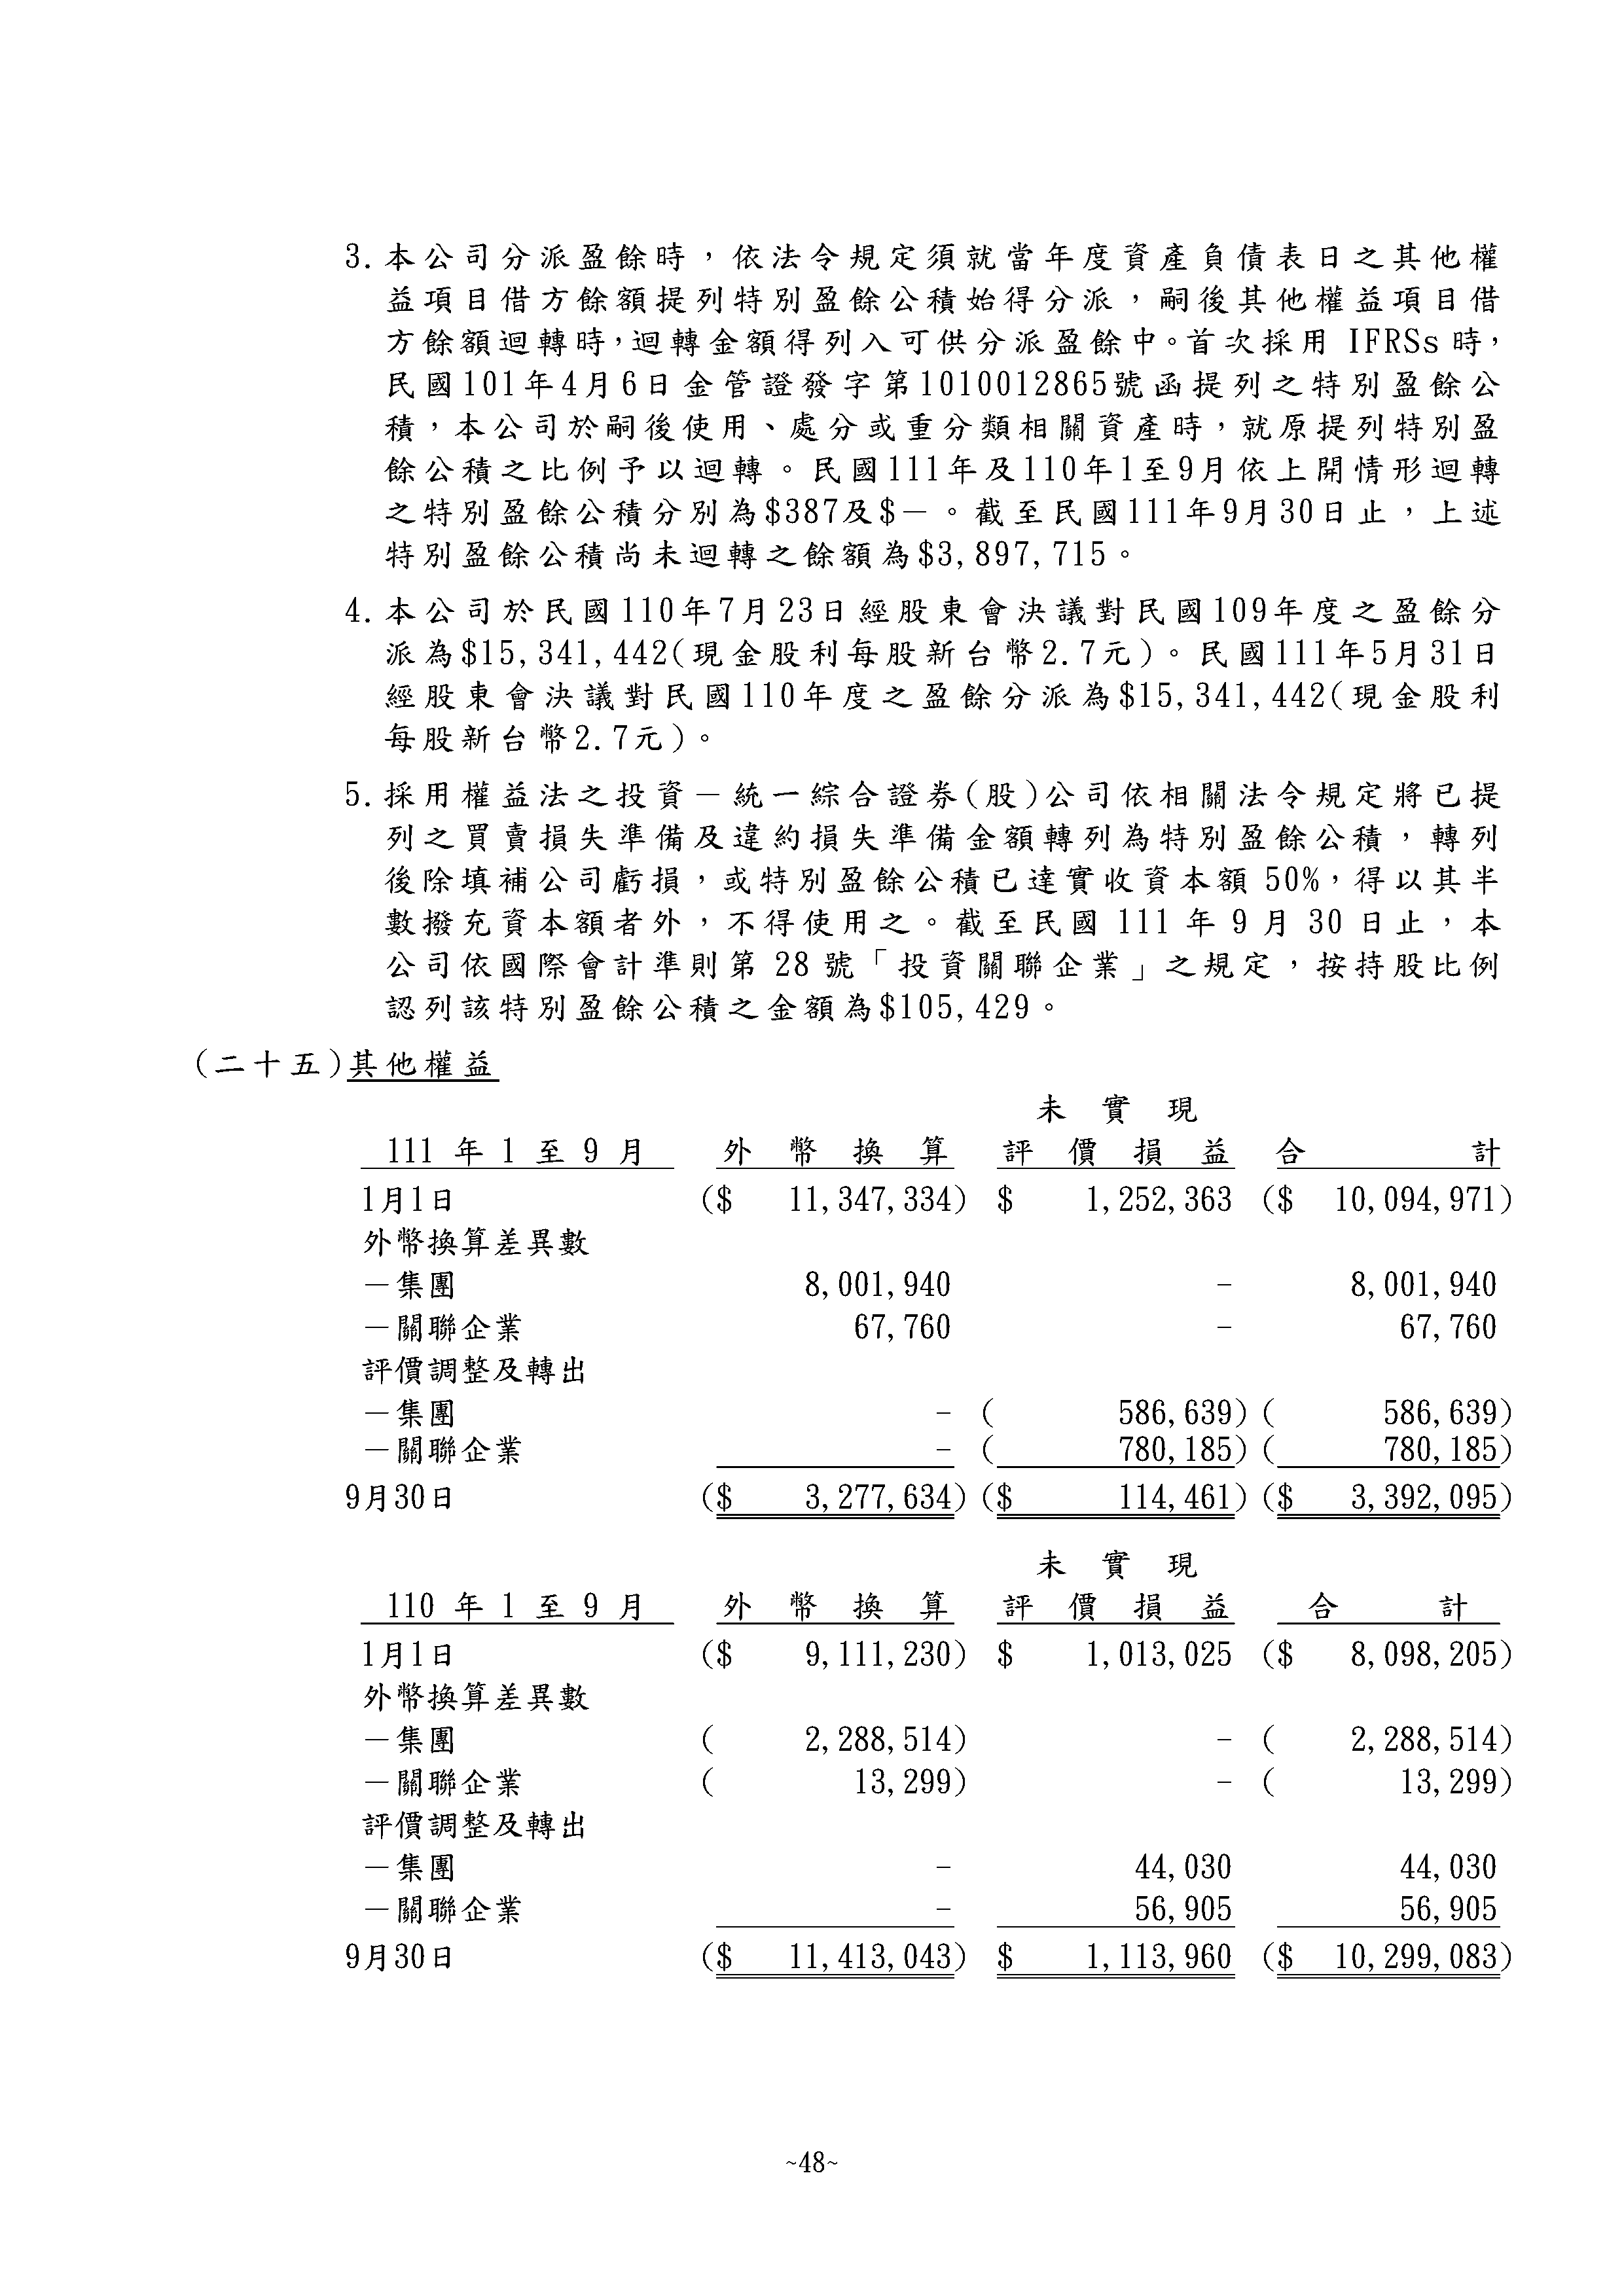 3.本公司分派盈餘時，依法令規定須就當年度資產負債表日之其他權
益項目借方餘額提列特別盈餘公積始得分派，嗣後其他權益項目借
方餘額迴轉時，迴轉金額得列入可供分派盈餘中。首次採用 IFRSs 時，
民國101年4月6日金管證發字第1010012865號函提列之特別盈餘公
積，本公司於嗣後使用、處分或重分類相關資產時，就原提列特別盈
餘公積之比例予以迴轉。民國111年及110年1至9月依上開情形迴轉
之特別盈餘公積分別為$387及$－。截至民國111年9月30日止，上述
特別盈餘公積尚未迴轉之餘額為$3,897,715。
4.本公司於民國110年7月23日經股東會決議對民國109年度之盈餘分
派為$15,341,442(現金股利每股新台幣2.7元)。民國111年5月31日
經股東會決議對民國110年度之盈餘分派為$15,341,442(現金股利
每股新台幣2.7元)。
5.採用權益法之投資－統一綜合證券(股)公司依相關法令規定將已提
列之買賣損失準備及違約損失準備金額轉列為特別盈餘公積，轉列
後除填補公司虧損，或特別盈餘公積已達實收資本額 50%，得以其半
數撥充資本額者外，不得使用之。截至民國 111 年 9 月 30 日止，本
公司依國際會計準則第 28 號「投資關聯企業」之規定，按持股比例
認列該特別盈餘公積之金額為$105,429。
(二十五)其他權益
未 實 現
111 年 1 至 9 月 外 幣 換 算 評 價 損 益 合 計
1月1日 ($ 11,347,334) $ 1,252,363 ($ 10,094,971)
外幣換算差異數
－集團 8,001,940 - 8,001,940
－關聯企業 67,760 - 67,760
評價調整及轉出
－集團 - ( 586,639) ( 586,639)
－關聯企業 - ( 780,185) ( 780,185)
9月30日 ($ 3,277,634) ($ 114,461) ($ 3,392,095)
未 實 現
110 年 1 至 9 月 外 幣 換 算 評 價 損 益 合 計
1月1日 ($ 9,111,230) $ 1,013,025 ($ 8,098,205)
外幣換算差異數
－集團 ( 2,288,514) - ( 2,288,514)
－關聯企業 ( 13,299) - ( 13,299)
評價調整及轉出
－集團 - 44,030 44,030
－關聯企業 - 56,905 56,905
9月30日 ($ 11,413,043) $ 1,113,960 ($ 10,299,083)
~48~